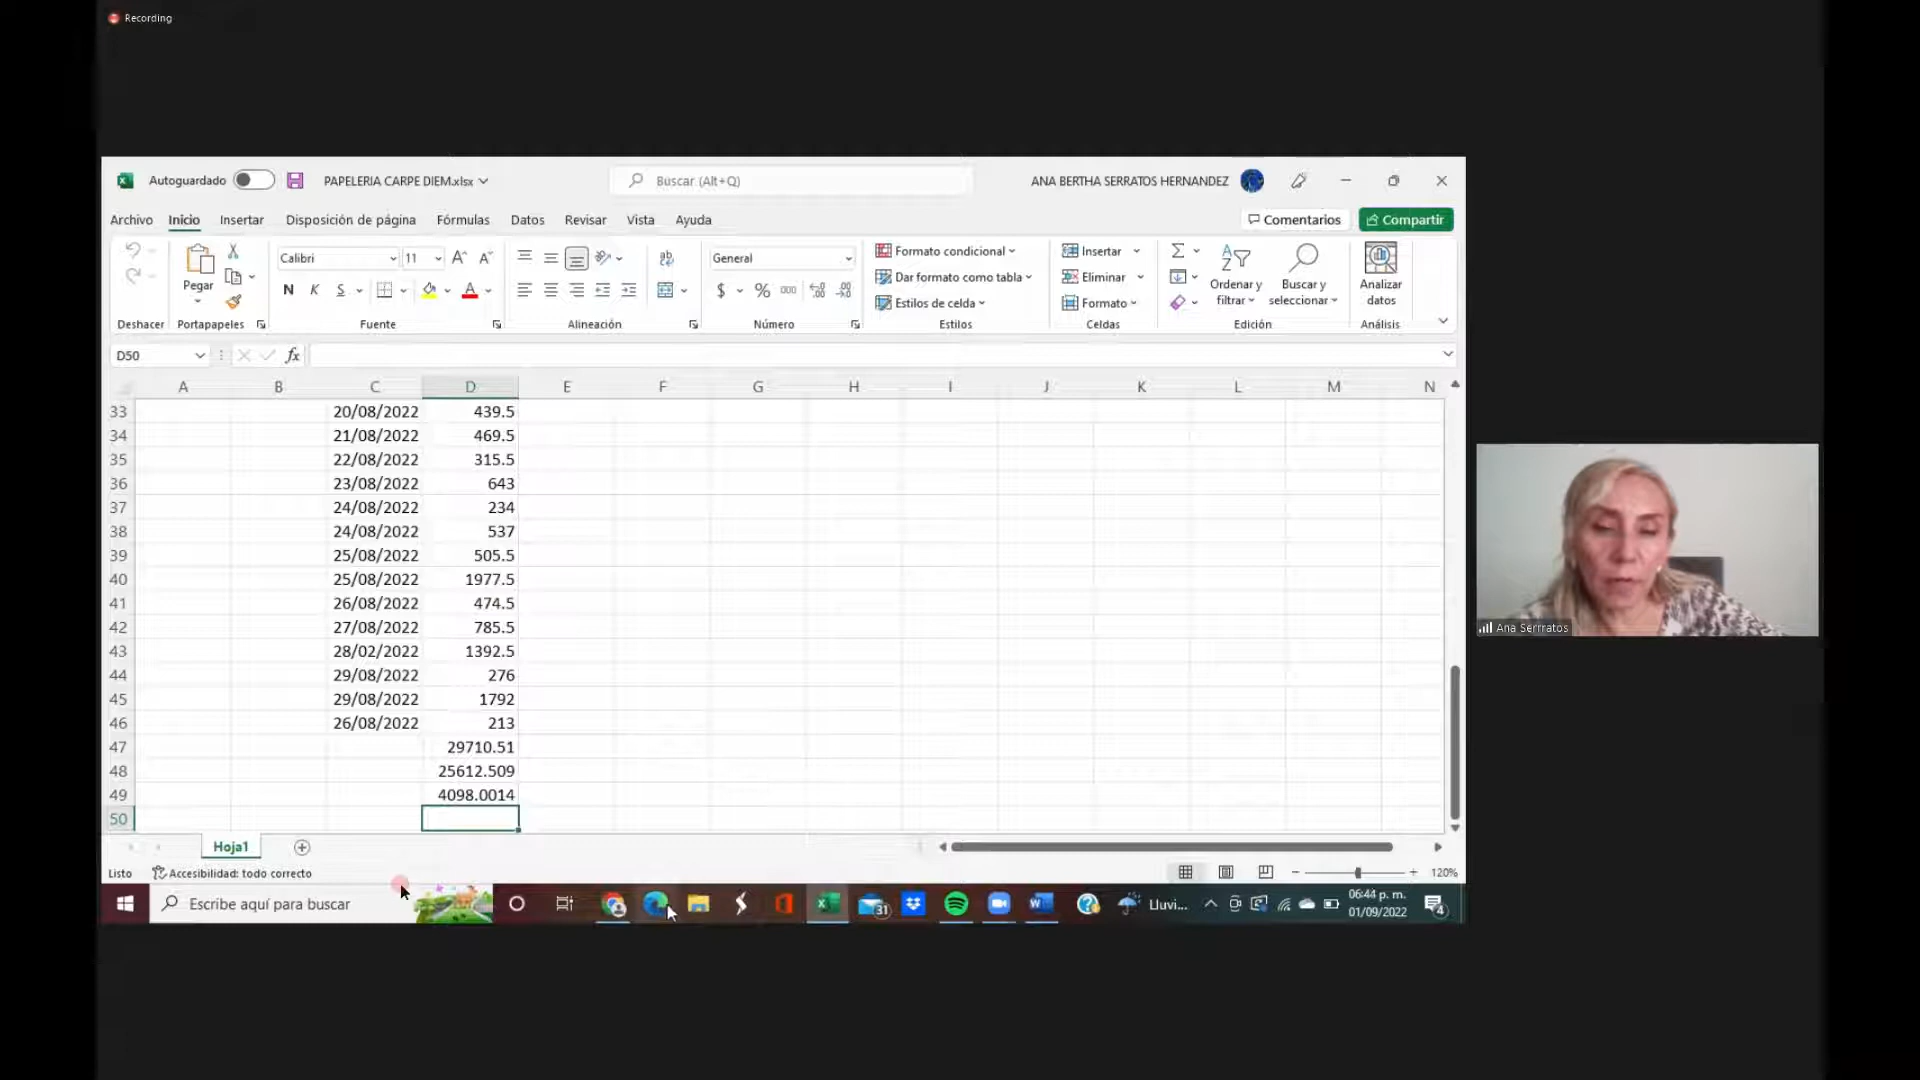 Recording
Autoguardado PAPELERIA CARPE DIEM.xlsx Buscar (Alt+Q) ANA BERTHA SERRATOS HERNANDEZ
Archivo Inicio Insertar Disposición de página Fórmulas Datos Revisar Vista Ayuda Comentarios Compartir
Pegar Calibri 11 General Formato condicional Insertar Ordenar y filtrar Buscar y seleccionar Analizar datos
N K S $ % 000 Dar formato como tabla Eliminar
Estilos de celda Formato
Deshacer Portapapeles Fuente Alineación Número Estilos Celdas Edición Análisis
D50 fx
A B C D E F G H I J K L M N
33 20/08/2022 439.5
34 21/08/2022 469.5
35 22/08/2022 315.5
36 23/08/2022 643
37 24/08/2022 234
38 24/08/2022 537
39 25/08/2022 505.5
40 25/08/2022 1977.5
41 26/08/2022 474.5
42 27/08/2022 785.5
43 28/02/2022 1392.5
44 29/08/2022 276
45 29/08/2022 1792
46 26/08/2022 213
47 29710.51
48 25612.509
49 4098.0014
50
Hoja1
Listo Accesibilidad: todo correcto 120%
Escribe aquí para buscar 31 Lluvi... 06:44 p. m.
01/09/2022 4
Ana Serrratos